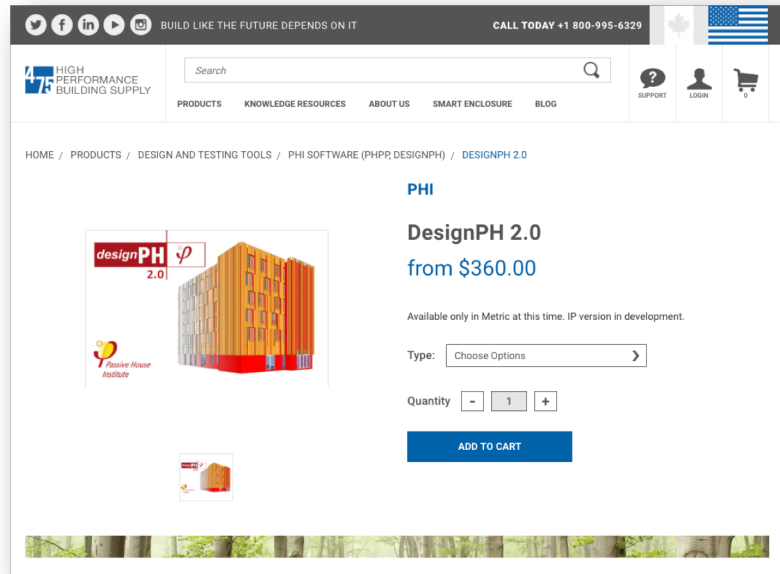 BUILD LIKE THE FUTURE DEPENDS ON IT
CALL TODAY +1 800-995-6329
475 HIGH
PERFORMANCE
BUILDING SUPPLY
Search
PRODUCTS KNOWLEDGE RESOURCES ABOUT US SMART ENCLOSURE BLOG
? SUPPORT
LOGIN
0
HOME / PRODUCTS / DESIGN AND TESTING TOOLS / PHI SOFTWARE (PHPP, DESIGNPH) / DESIGNPH 2.0
designPH φ
2.0
Passive House
Institute
PHI
DesignPH 2.0
from $360.00
Available only in Metric at this time. IP version in development.
Type: Choose Options
Quantity - 1 +
ADD TO CART